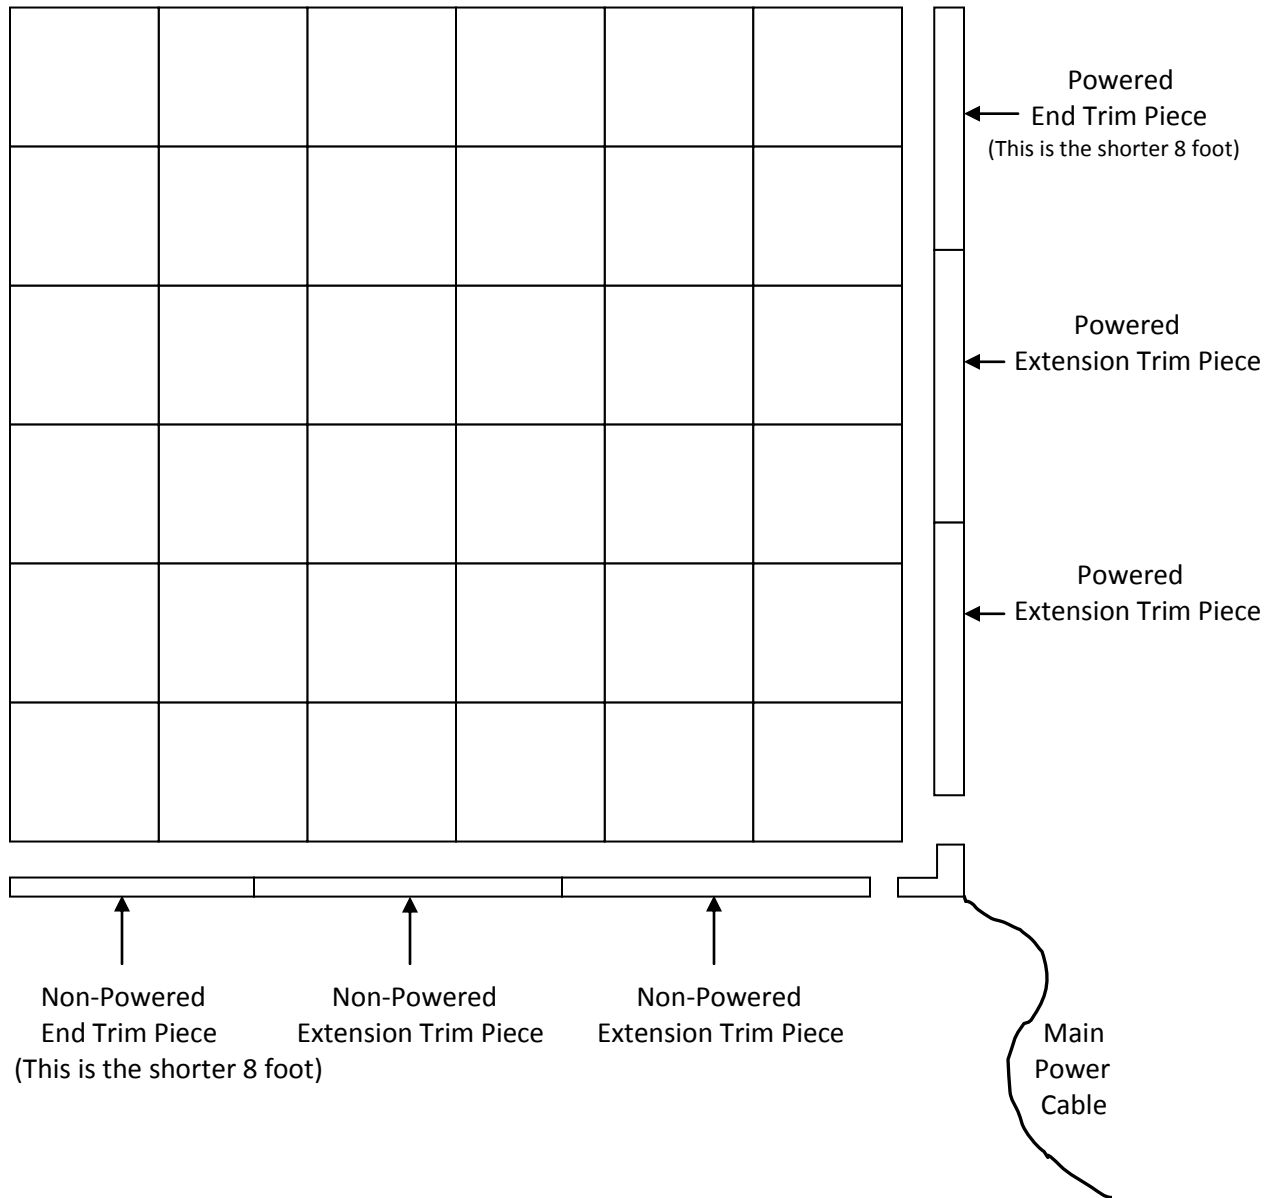 Powered
End Trim Piece
(This is the shorter 8 foot)
Powered
Extension Trim Piece
Powered
Extension Trim Piece
Non-Powered
End Trim Piece
(This is the shorter 8 foot)
Non-Powered
Extension Trim Piece
Non-Powered
Extension Trim Piece
Main
Power
Cable